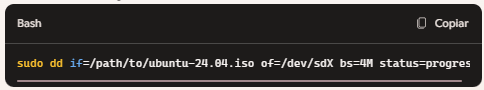 Bash
Copiar
sudo dd if=/path/to/ubuntu-24.04.iso of=/dev/sdX bs=4M status=progres